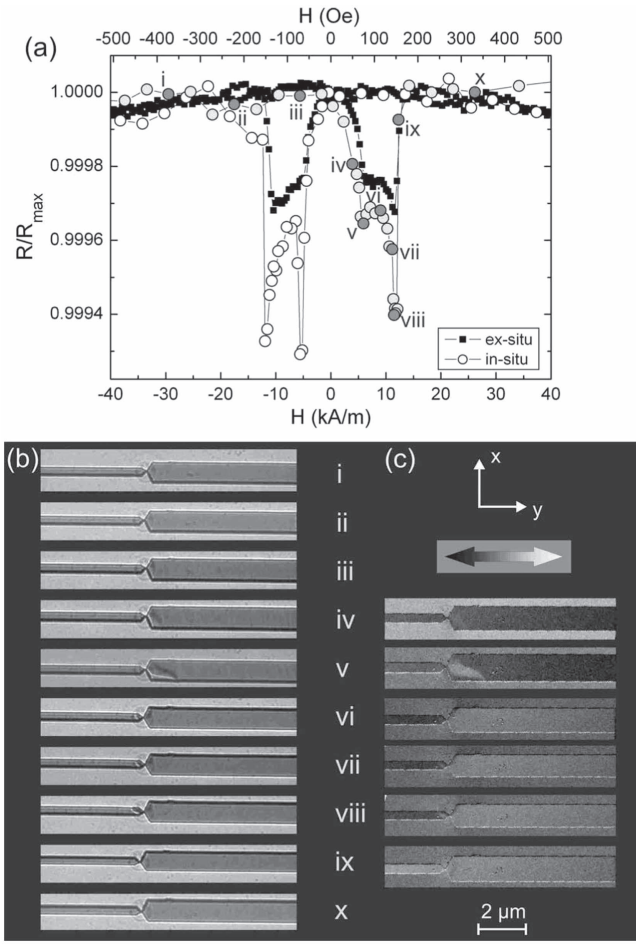 H (Oe)
-500 -400 -300 -200 -100 0 100 200 300 400 500
(a)
i
x
1.0000
ii
iii
ix
0.9998
iv
vi
R/Rmax
v
0.9996
vii
0.9994
viii
ex-situ
in-situ
-40 -30 -20 -10 0 10 20 30 40
H (kA/m)
(b)
(c)
x
y
i
ii
iii
iv
v
vi
vii
viii
ix
x
2 µm